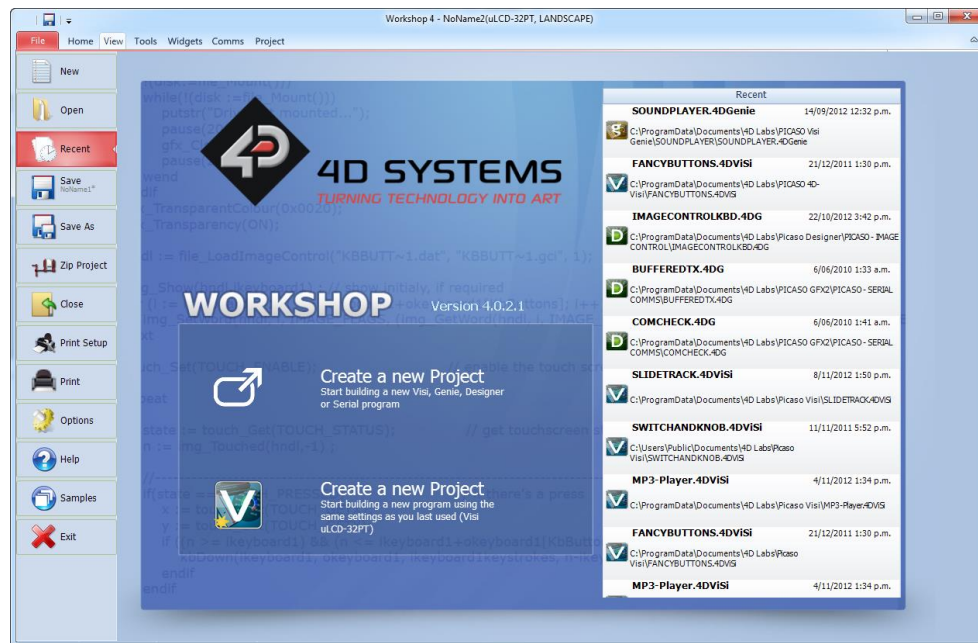 Workshop 4 - NoName2(uLCD-32PT, LANDSCAPE)
File Home View Tools Widgets Comms Project
New
Open
Recent
Save
NoName1*
Save As
Zip Project
Close
Print Setup
Print
Options
Help
Samples
Exit
4D SYSTEMS
TURNING TECHNOLOGY INTO ART
WORKSHOP Version 4.0.2.1
Create a new Project
Start building a new Visi, Genie, Designer
or Serial program
Create a new Project
Start building a new program using the
same settings as you last used (Visi
uLCD-32PT)
Recent
SOUNDPLAYER.4DGenie 14/09/2012 12:32 p.m.
C:\ProgramData\Documents\4D Labs\PICASO Visi
Genie\SOUNDPLAYER\SOUNDPLAYER.4DGenie
FANCYBUTTONS.4DViSi 21/12/2011 1:30 p.m.
C:\ProgramData\Documents\4D Labs\PICASO 4D-
Visi\FANCYBUTTONS.4DViSi
IMAGECONTROLKBD.4DG 22/10/2012 3:42 p.m.
C:\ProgramData\Documents\4D Labs\Picaso Designer\PICASO - IMAGE
CONTROL\IMAGECONTROLKBD.4DG
BUFFEREDTX.4DG 6/06/2010 1:33 a.m.
C:\ProgramData\Documents\4D Labs\PICASO GFX2\PICASO - SERIAL
COMMS\BUFFEREDTX.4DG
COMCHECK.4DG 6/06/2010 1:41 a.m.
C:\ProgramData\Documents\4D Labs\PICASO GFX2\PICASO - SERIAL
COMMS\COMCHECK.4DG
SLIDETRACK.4DViSi 8/11/2012 1:50 p.m.
C:\ProgramData\Documents\4D Labs\Picaso Visi\SLIDETRACK.4DViSi
SWITCHANDKNOB.4DViSi 11/11/2011 5:52 p.m.
C:\Users\Public\Documents\4D Labs\Picaso
Visi\SWITCHANDKNOB.4DViSi
MP3-Player.4DViSi 4/11/2012 1:34 p.m.
C:\ProgramData\Documents\4D Labs\Picaso Visi\MP3-Player.4DViSi
FANCYBUTTONS.4DViSi 21/12/2011 1:30 p.m.
C:\ProgramData\Documents\4D Labs\Picaso
Visi\FANCYBUTTONS.4DViSi
MP3-Player.4DViSi 4/11/2012 1:34 p.m.